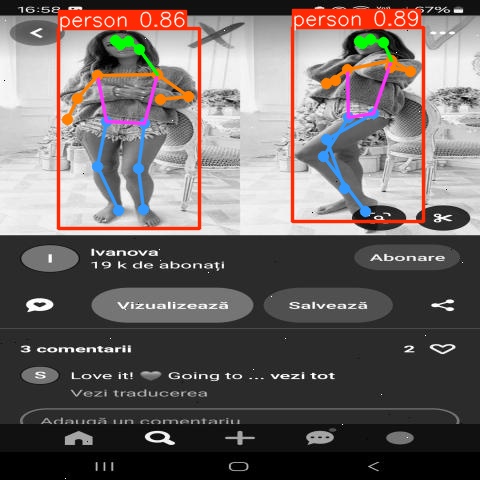 16:58
67%
person 0.86
person 0.89
I
Ivanova
19 k de abonați
Abonare
Vizualizează
Salvează
3 comentarii
2
S
Love it! 🩶 Going to ... vezi tot
Vezi traducerea
Adaugă un comentariu